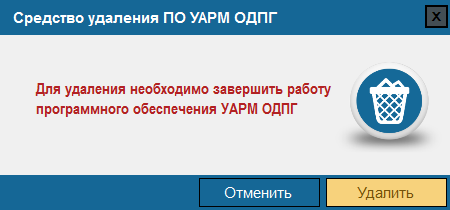 Средство удаления ПО УАРМ ОДПГ
X
Для удаления необходимо завершить работу
программного обеспечения УАРМ ОДПГ
Отменить
Удалить